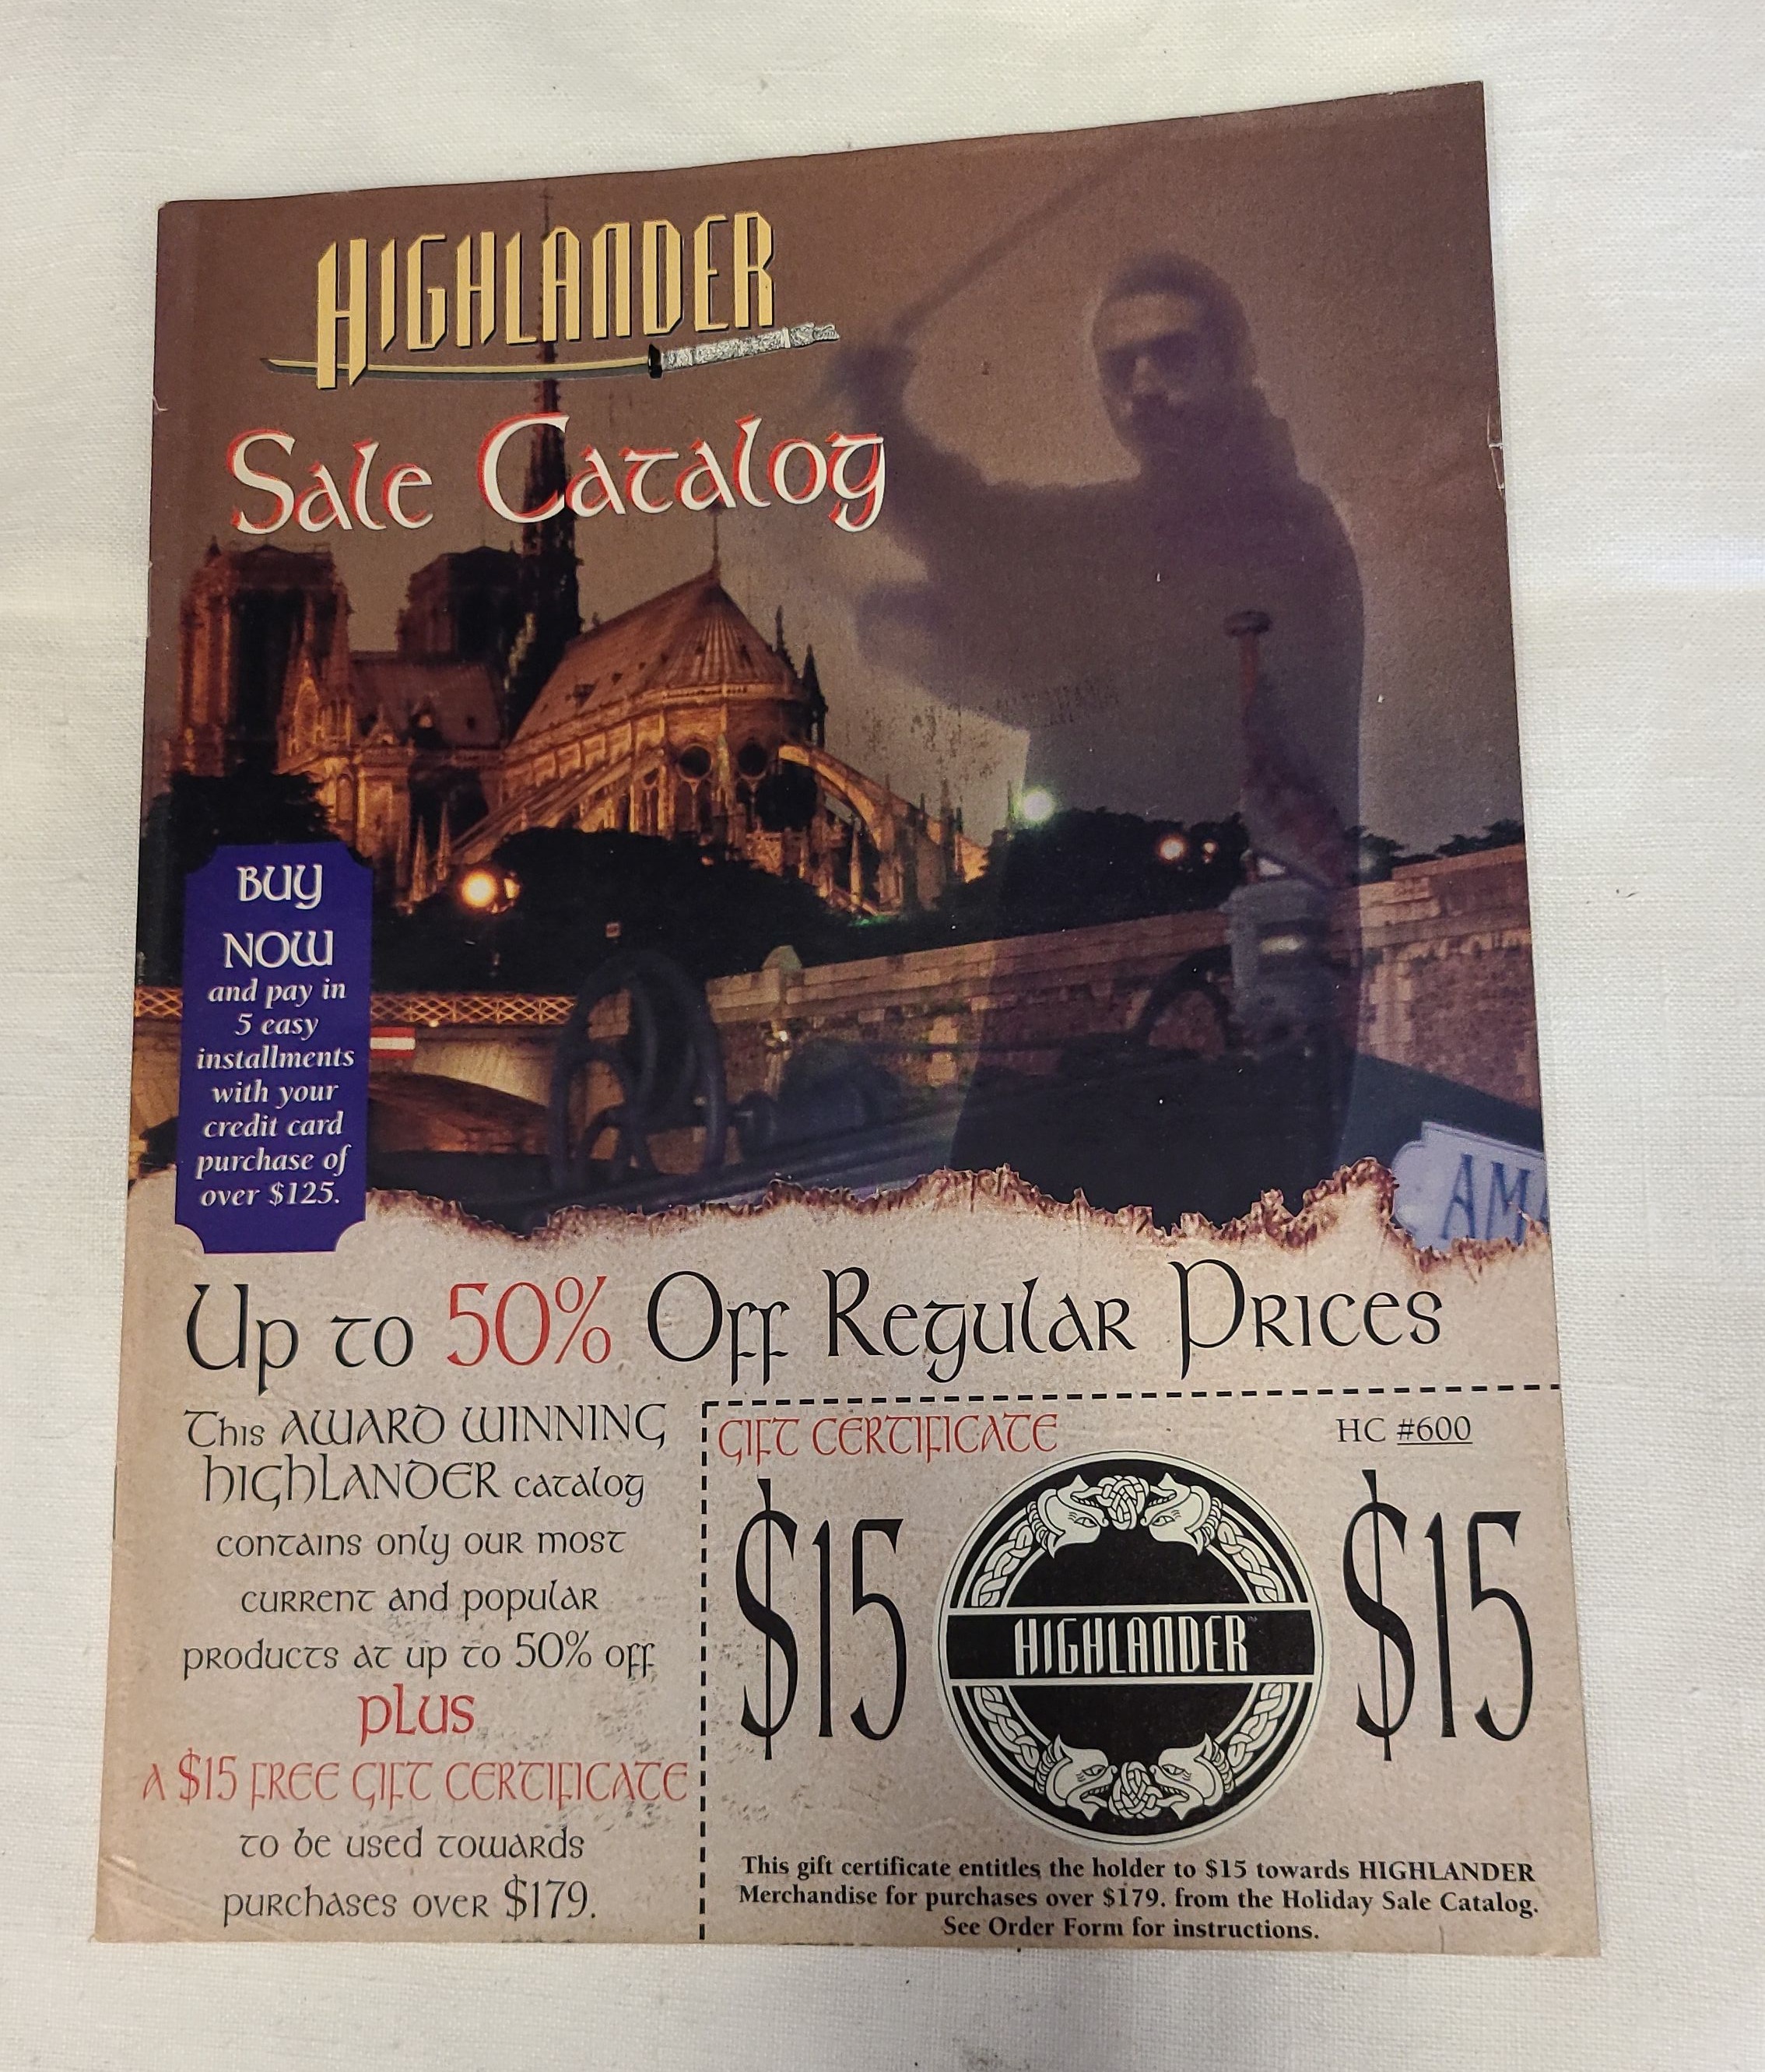 HIGHLANDER
Sale Catalog
BUY
NOW
and pay in
5 easy
installments
with your
credit card
purchase of
over $125.
AMA
Up to 50% Off Regular Prices
This AWARD WINNING
HIGHLANDER catalog
contains only our most
current and popular
products at up to 50% off
plus
A $15 FREE GIFT CERTIFICATE
to be used towards
purchases over $179.
GIFT CERTIFICATE
HC #600
$15
HIGHLANDER™
$15
This gift certificate entitles the holder to $15 towards HIGHLANDER
Merchandise for purchases over $179. from the Holiday Sale Catalog.
See Order Form for instructions.